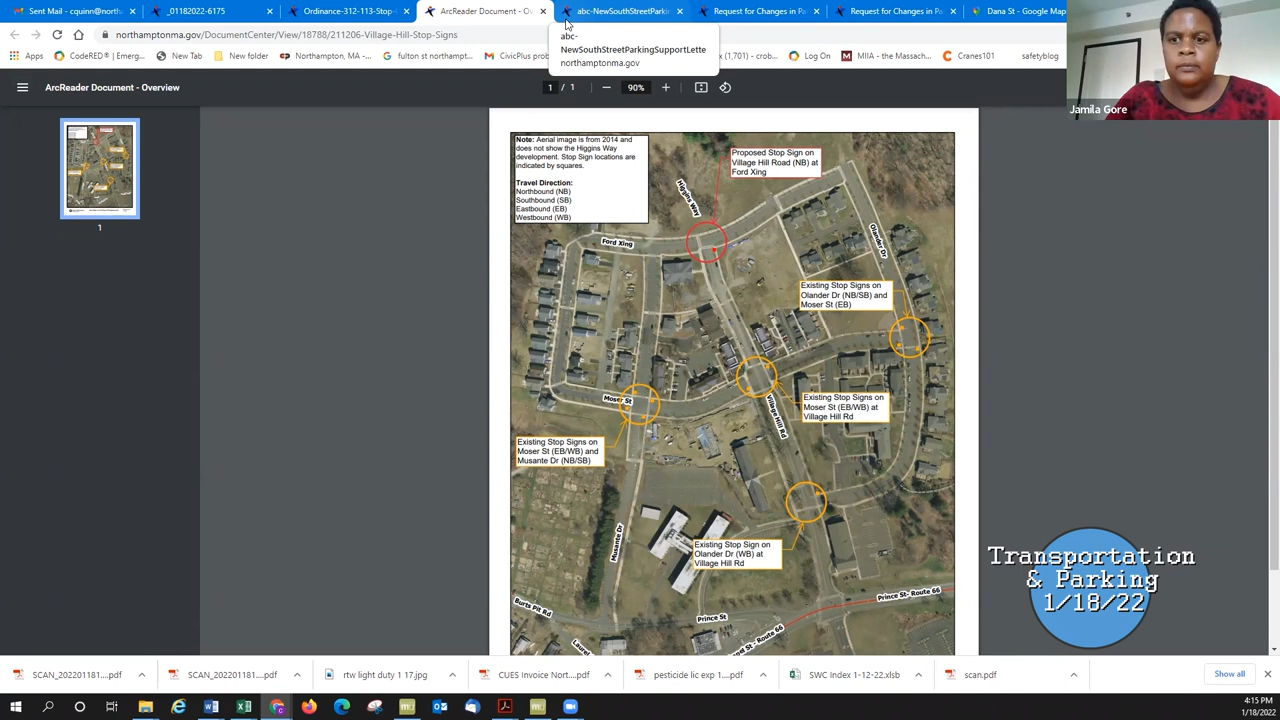 Sent Mail - cquinn@north
_01182022-6175
Ordinance-312-113-Stop-
ArcReader Document - O
abc-NewSouthStreetParki
Request for Changes in Pa
Request for Changes in Pa
Dana St - Google Map
northamptonma.gov/DocumentCenter/View/18788/211206-Village-Hill-Stop-Signs
abc-
NewSouthStreetParkingSupportLette
northamptonma.gov
Apps
CodeRED ® | Emerge
New Tab
Northampton, MA -...
fulton st northampt...
CivicPlus prob
(1,701) - crob...
Log On
MIIA - the Massach...
Cranes101
safetyblog
ArcReader Document - Overview
1 / 1
90%
Jamila Gore
1
Note: Aerial image is from 2014 and
does not show the Higgins Way
development. Stop Sign locations are
indicated by squares.
Travel Direction:
Northbound (NB)
Southbound (SB)
Eastbound (EB)
Westbound (WB)
Proposed Stop Sign on
Village Hill Road (NB) at
Ford Xing
Higgins Way
Ford Xing
Olander Dr
Existing Stop Signs on
Olander Dr (NB/SB) and
Moser St (EB)
Moser St
Existing Stop Signs on
Moser St (EB/WB) at
Village Hill Rd
Village Hill Rd
Existing Stop Signs on
Moser St (EB/WB) and
Musante Dr (NB/SB)
Musante Dr
Existing Stop Sign on
Olander Dr (WB) at
Village Hill Rd
Burts Pit Rd
Prince St
Prince St- Route 66
Laurel
St - Route 66
Transportation
& Parking
1/18/22
SCAN_202201181....pdf
SCAN_202201181....pdf
rtw light duty 1 17.jpg
CUES Invoice Nort....pdf
pesticide lic exp 1....pdf
SWC Index 1-12-22.xlsb
scan.pdf
Show all
4:15 PM
1/18/2022